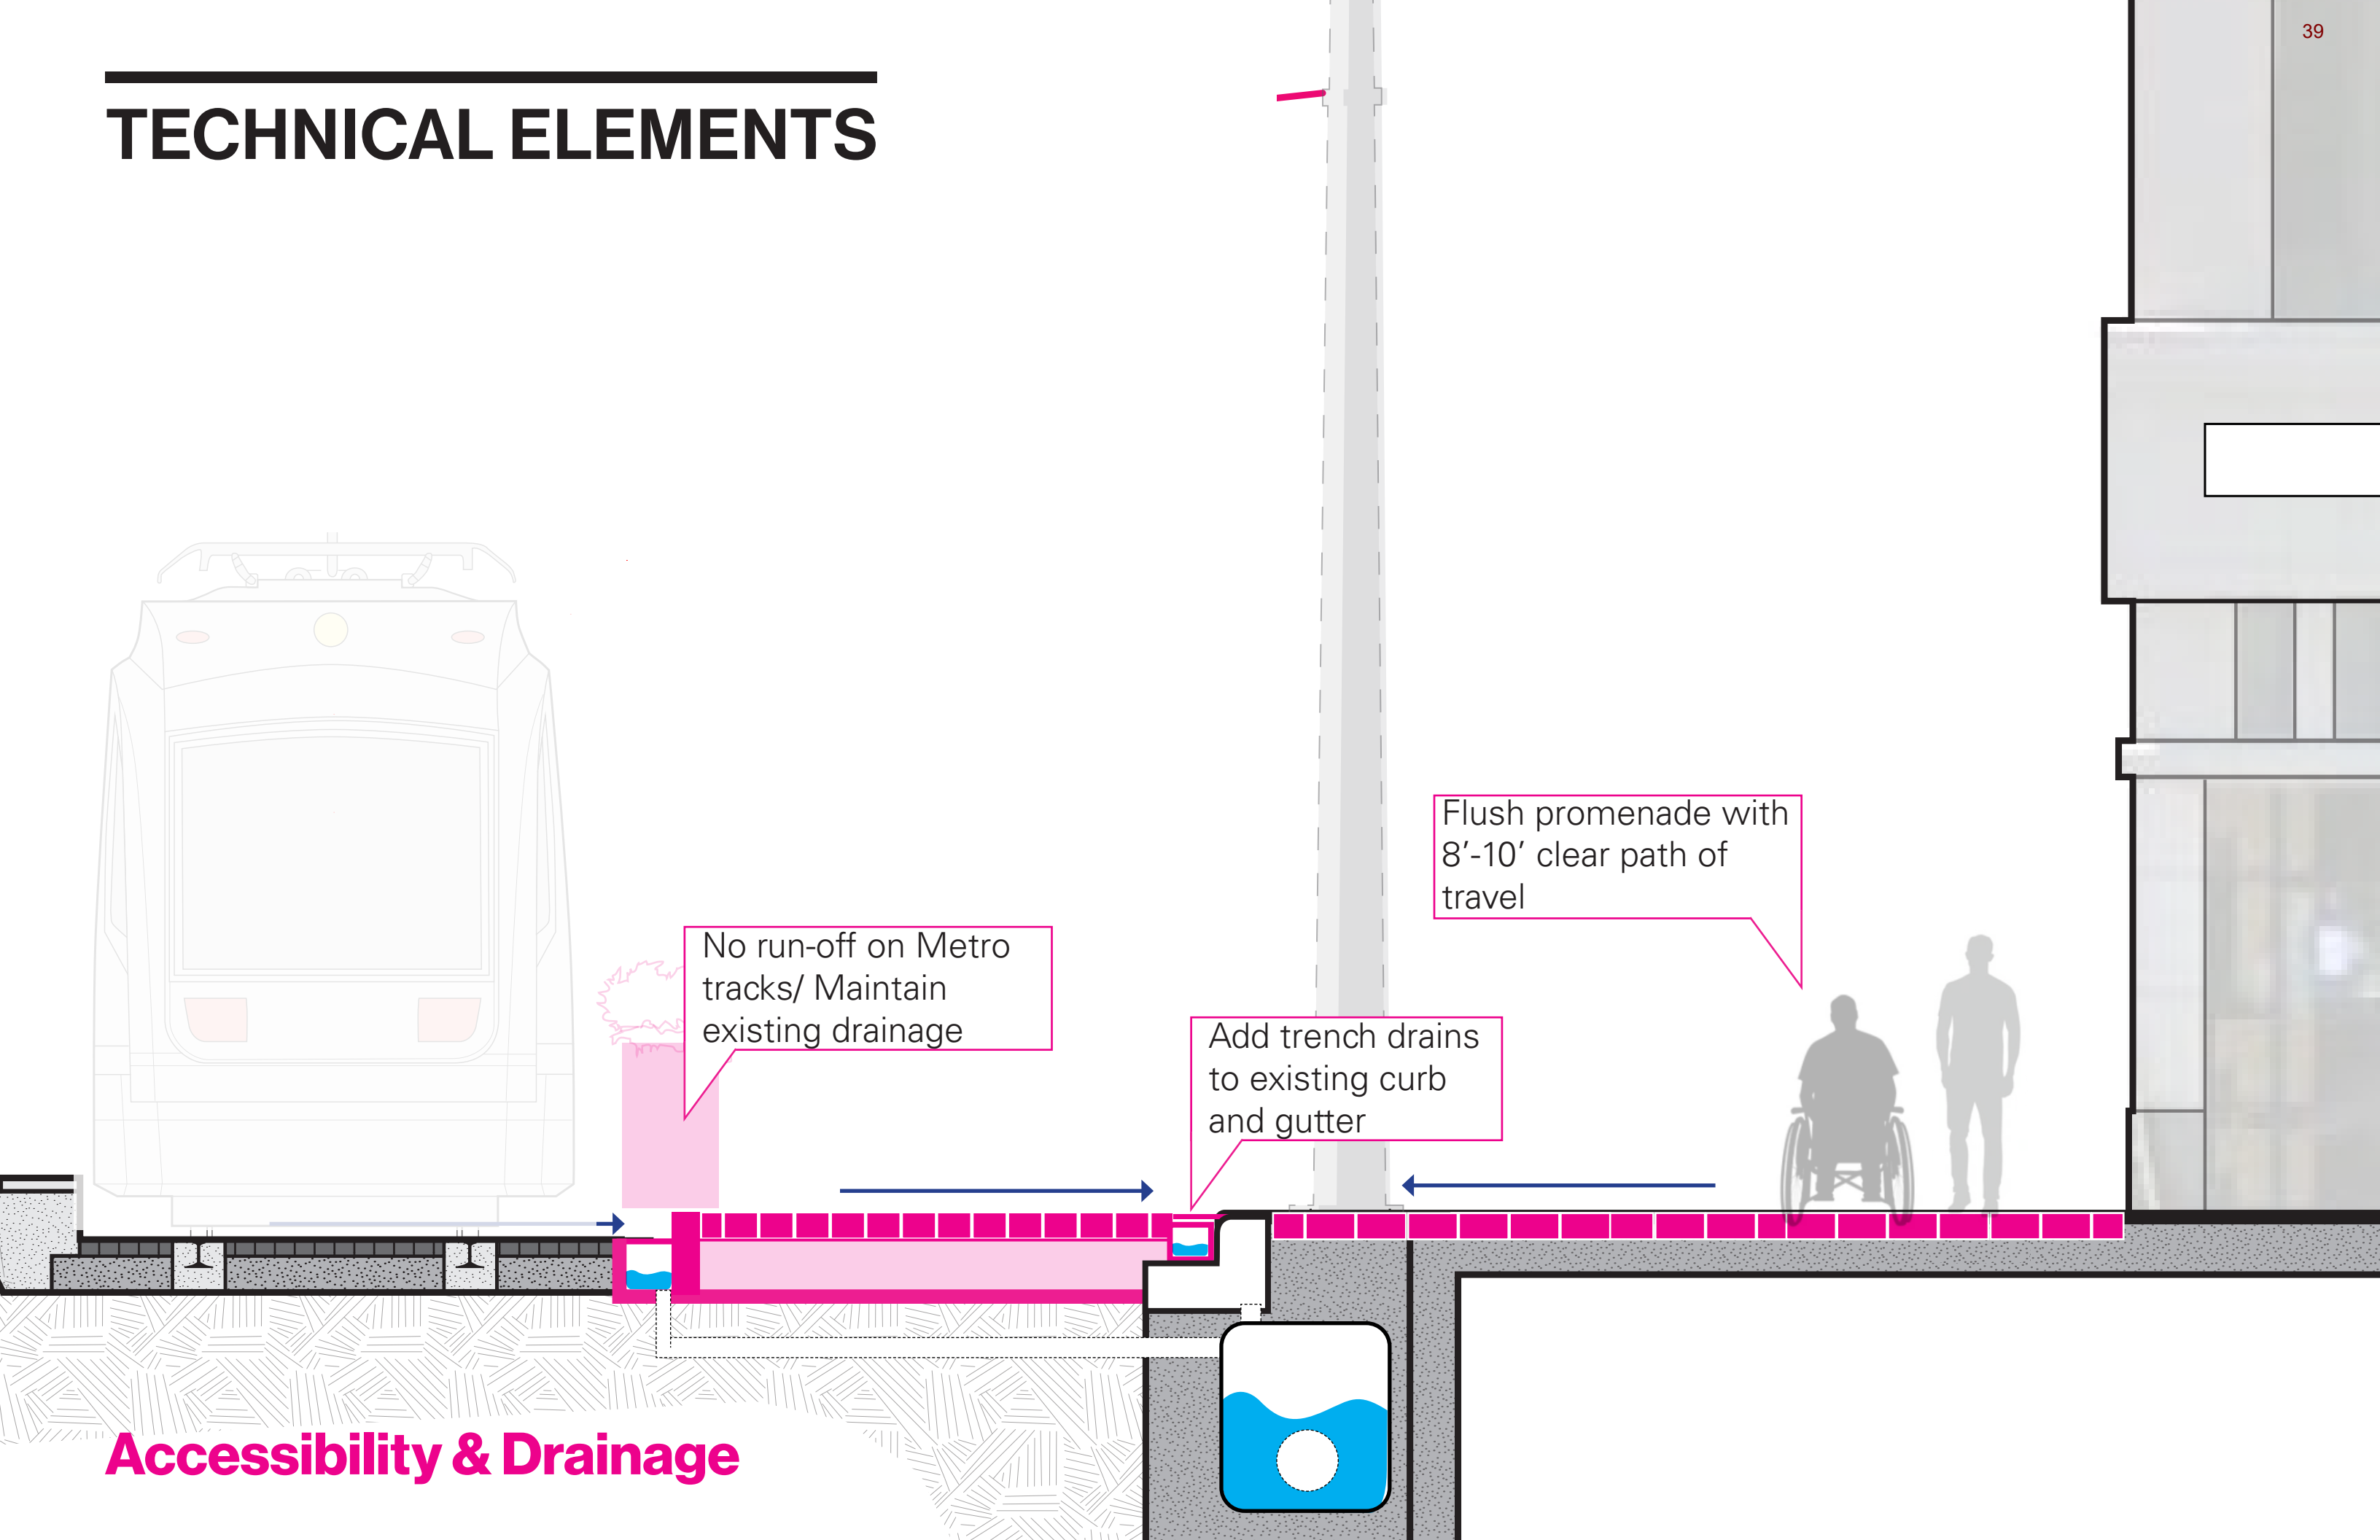 39
TECHNICAL ELEMENTS
Flush promenade with
8’-10’ clear path of
travel
No run-off on Metro
tracks/ Maintain
existing drainage
Add trench drains
to existing curb
and gutter
Accessibility & Drainage